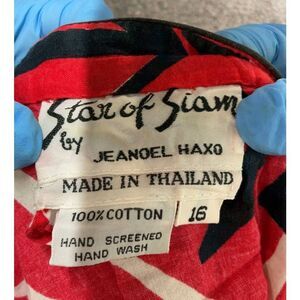 Star of Siam
by JEANOEL HAXO
MADE IN THAILAND
100% COTTON 16
HAND SCREENED
HAND WASH